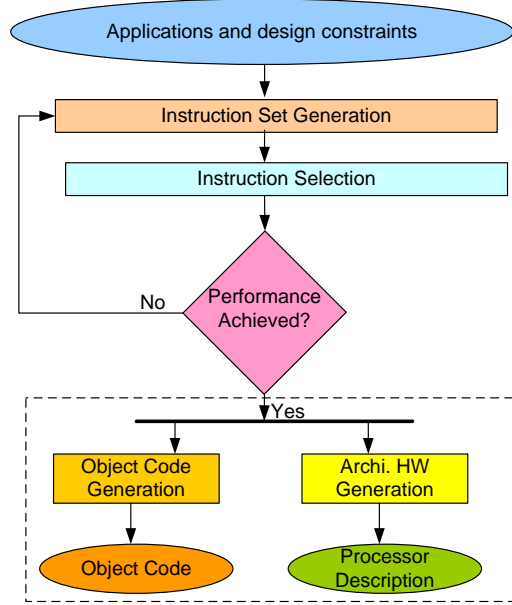 Applications and design constraints
Instruction Set Generation
Instruction Selection
Performance
Achieved?
No
Yes
Object Code
Generation
Archi. HW
Generation
Object Code
Processor
Description